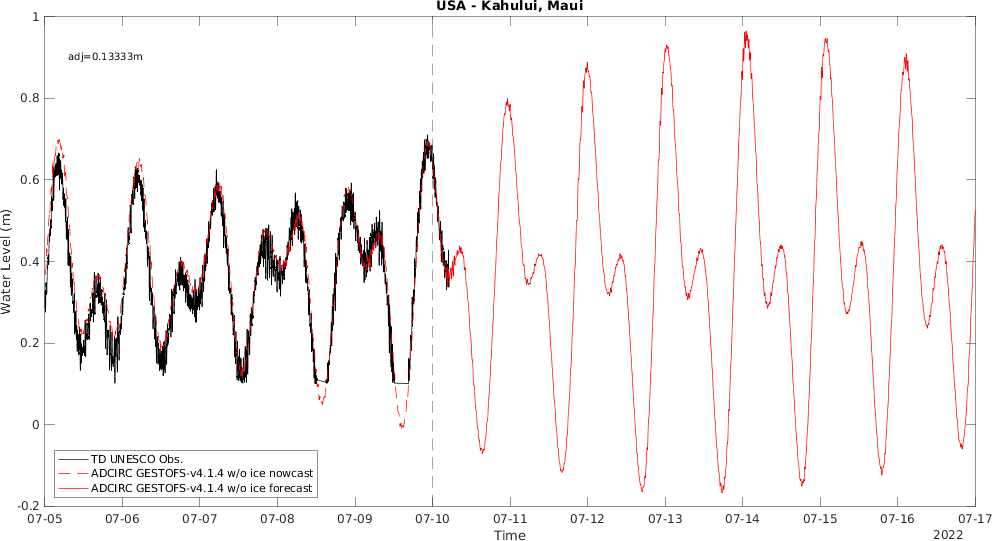 USA - Kahului, Maui
adj=0.13333m
1
0.8
0.6
0.4
0.2
0
-0.2
Water Level (m)
TD UNESCO Obs.
ADCIRC GESTOFS-v4.1.4 w/o ice nowcast
ADCIRC GESTOFS-v4.1.4 w/o ice forecast
07-05 07-06 07-07 07-08 07-09 07-10 07-11 07-12 07-13 07-14 07-15 07-16 07-17
Time
2022